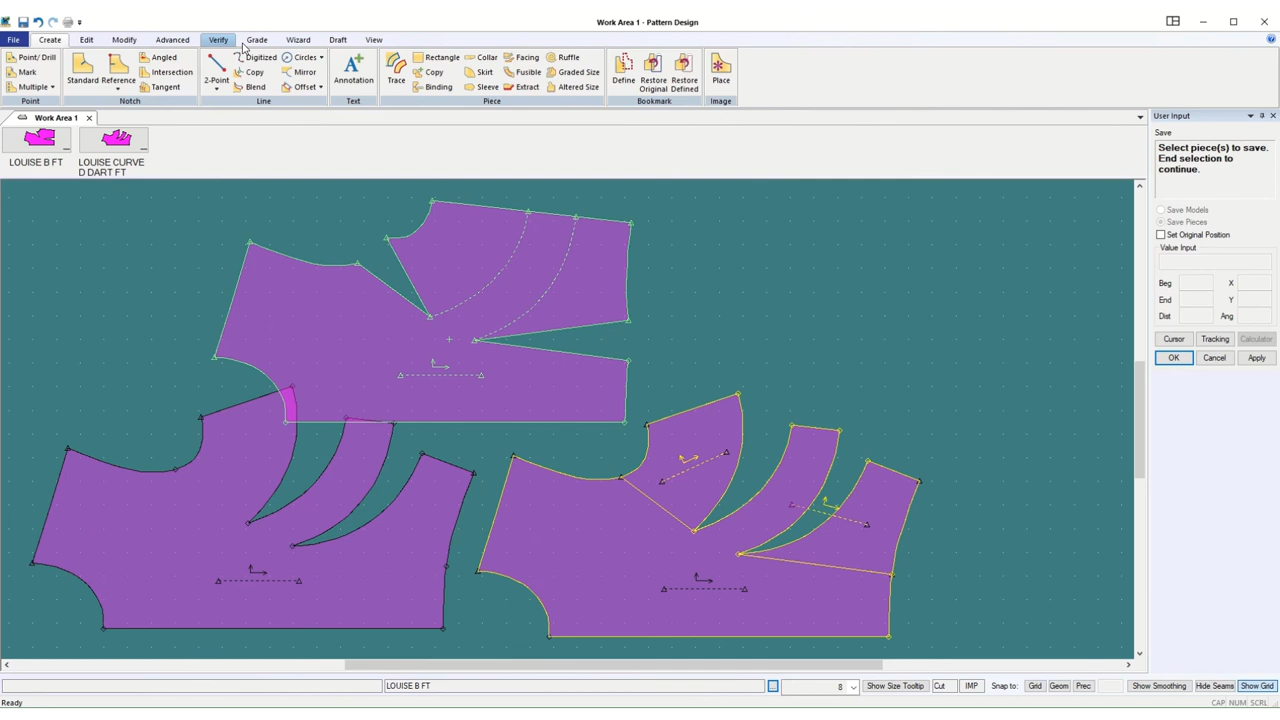 Work Area 1 - Pattern Design
File Create Edit Modify Advanced Verify Grade Wizard Draft View
Point/ Drill Angled Digitized Circles Rectangle Collar Facing Ruffle
Mark Intersection Copy Mirror Copy Skirt Fusible Graded Size
Multiple Standard Reference Tangent 2-Point Blend Offset Annotation Trace Binding Sleeve Extract Altered Size Define Restore Original Restore Defined Place
Point Notch Line Text Piece Bookmark Image
Work Area 1
LOUISE B FT
LOUISE CURVE
D DART FT
User Input
Save
Select piece(s) to save.
End selection to
continue.
Save Models
Save Pieces
Set Original Position
Value Input
Beg X
End Y
Dist Ang
Cursor Tracking Calculator
OK Cancel Apply
LOUISE B FT 8 Show Size Tooltip Cut IMP Snap to: Grid Geom Prec Show Smoothing Hide Seams Show Grid
Ready CAP NUM SCRL